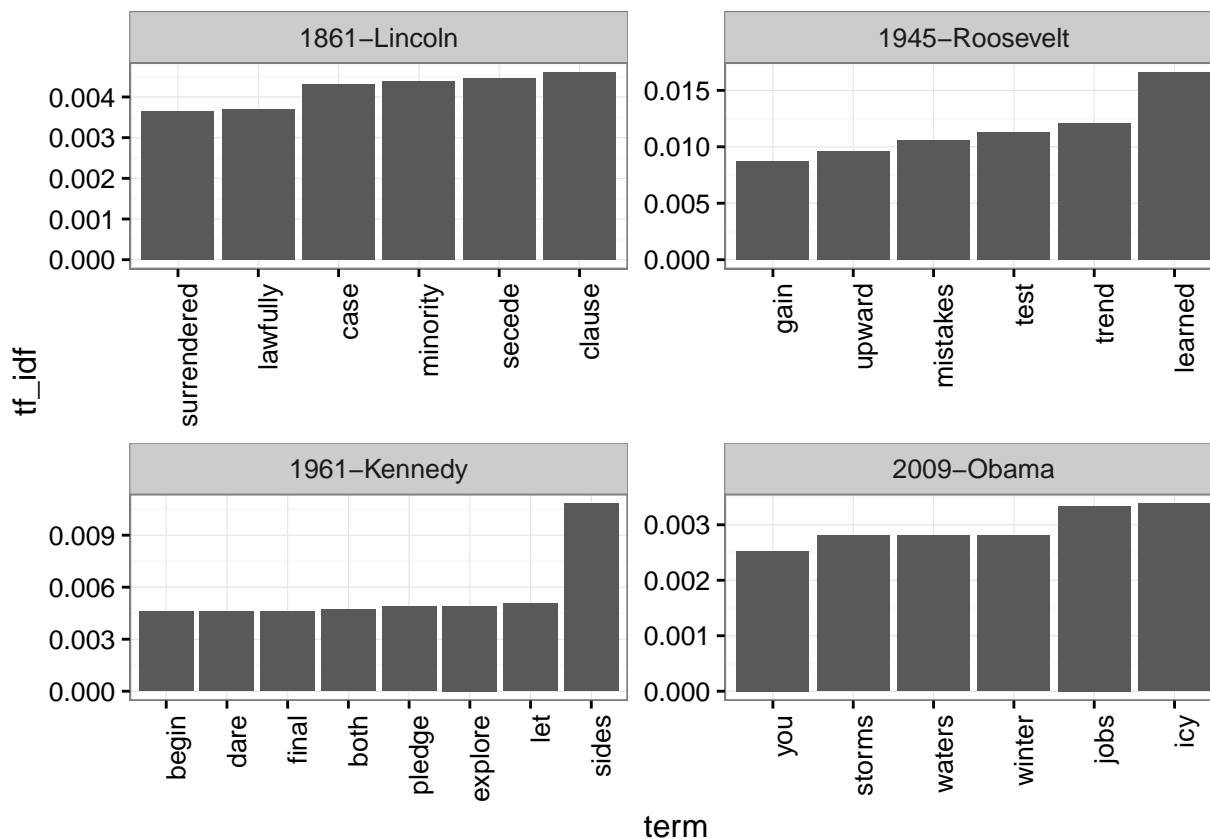 1861−Lincoln
0.004
0.003
0.002
0.001
0.000
surrendered
lawfully
case
minority
secede
clause
1945−Roosevelt
0.015
0.010
0.005
0.000
gain
upward
mistakes
test
trend
learned
tf_idf
1961−Kennedy
0.009
0.006
0.003
0.000
begin
dare
final
both
pledge
explore
let
sides
2009−Obama
0.003
0.002
0.001
0.000
you
storms
waters
winter
jobs
icy
term